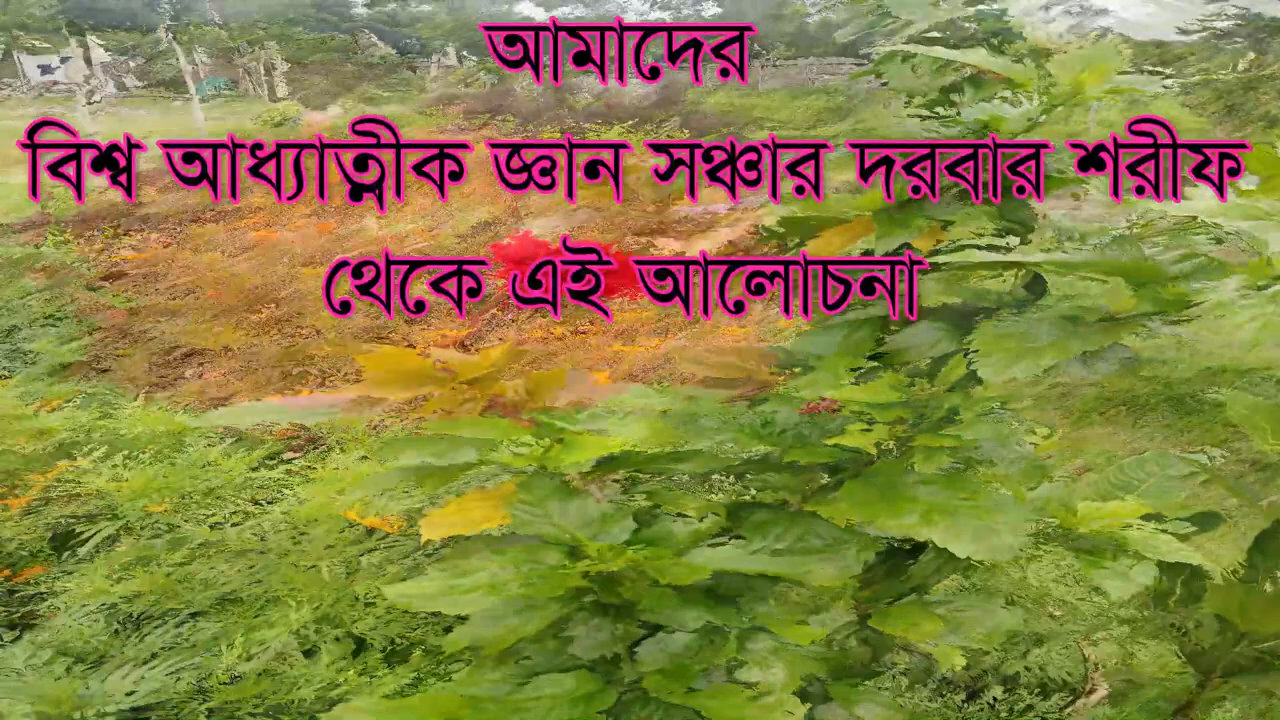 আমাদের
বিশ্ব আধ্যাত্নীক জ্ঞান সঞ্চার দরবার শরীফ
থেকে এই আলোচনা